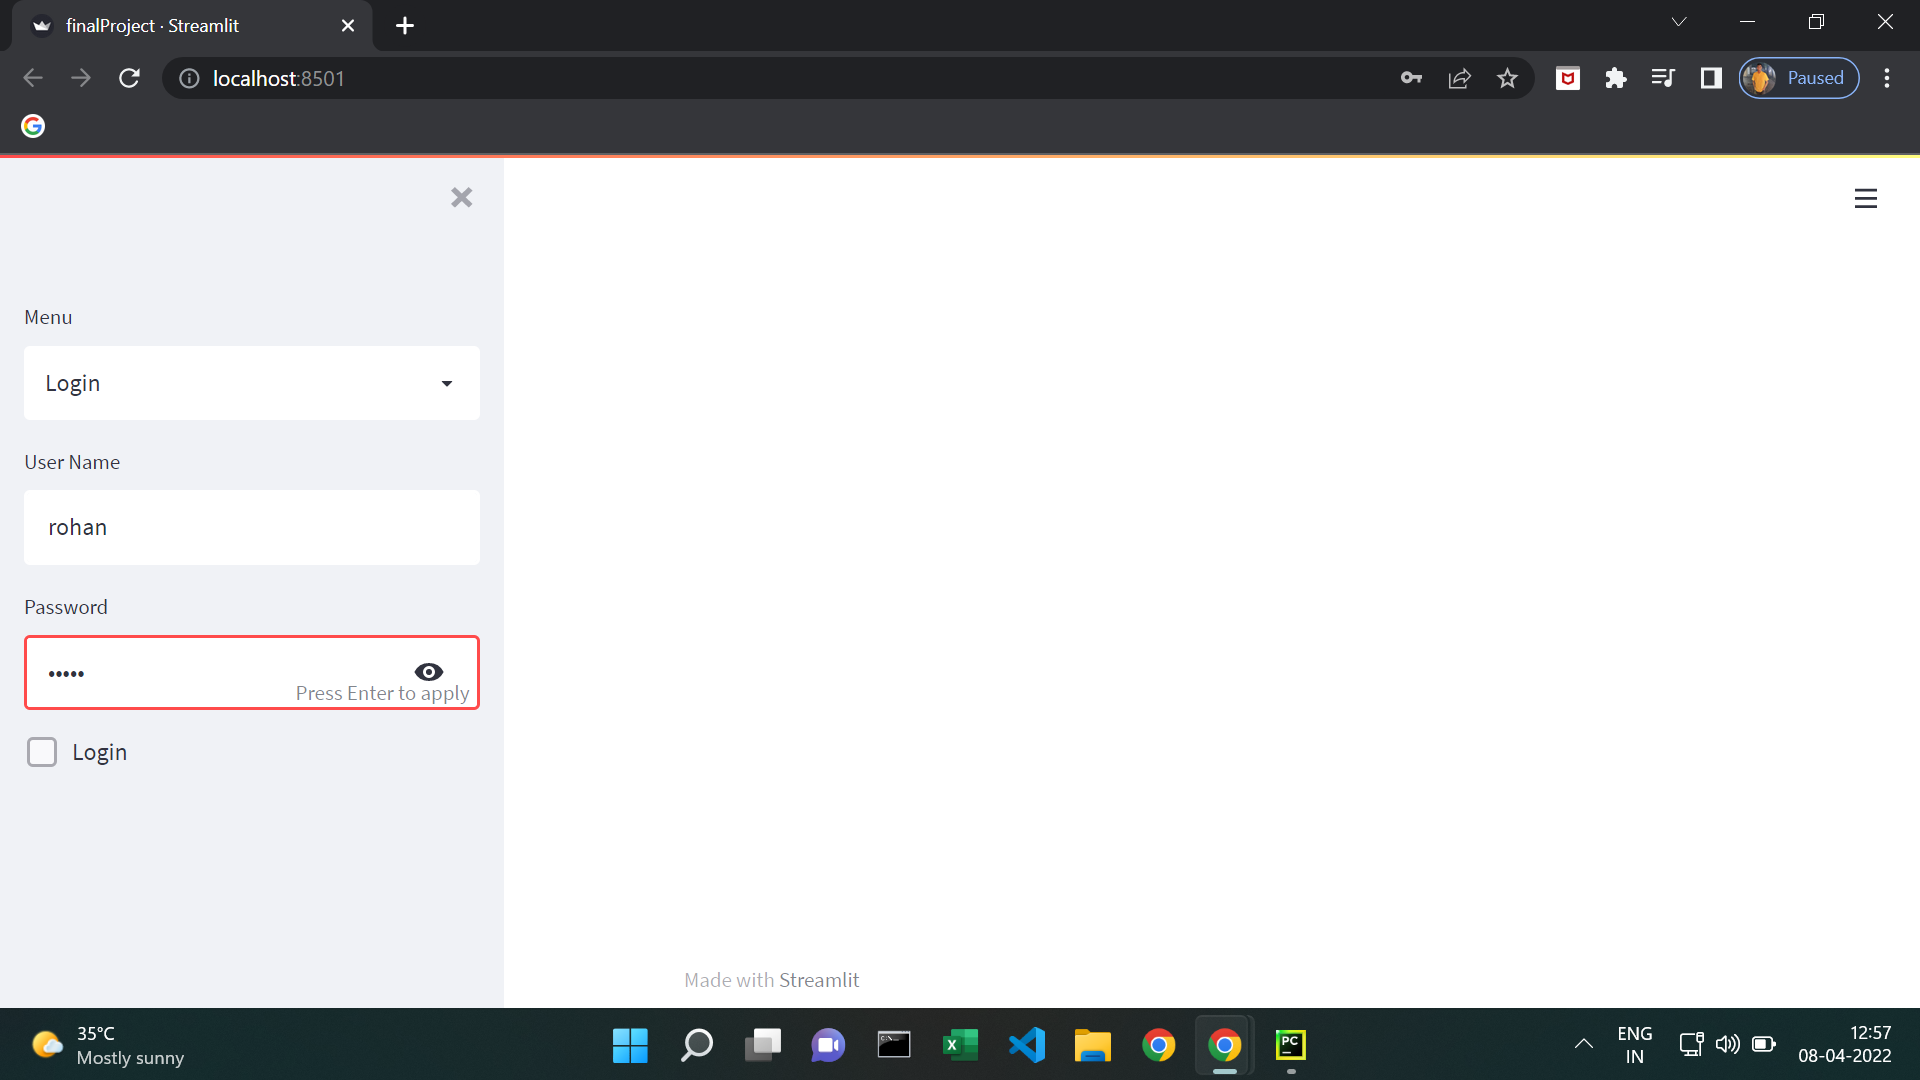 finalProject · Streamlit
localhost:8501
Paused
Menu
Login
User Name
rohan
Password
•••••
Press Enter to apply
Login
Made with Streamlit
35°C
Mostly sunny
X
PC
ENG
IN
12:57
08-04-2022